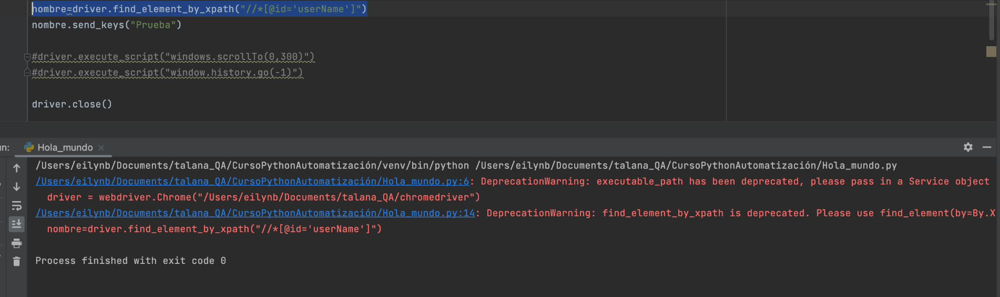 nombre=driver.find_element_by_xpath("//*[@id='userName']")
nombre.send_keys("Prueba")
#driver.execute_script("windows.scrollTo(0,300)")
#driver.execute_script("window.history.go(-1)")
driver.close()
un: Hola_mundo
/Users/eilynb/Documents/talana_QA/CursoPythonAutomatización/venv/bin/python /Users/eilynb/Documents/talana_QA/CursoPythonAutomatización/Hola_mundo.py
/Users/eilynb/Documents/talana_QA/CursoPythonAutomatización/Hola_mundo.py:6: DeprecationWarning: executable_path has been deprecated, please pass in a Service object
driver = webdriver.Chrome("/Users/eilynb/Documents/talana_QA/chromedriver")
/Users/eilynb/Documents/talana_QA/CursoPythonAutomatización/Hola_mundo.py:14: DeprecationWarning: find_element_by_xpath is deprecated. Please use find_element(by=By.X
nombre=driver.find_element_by_xpath("//*[@id='userName']")
Process finished with exit code 0